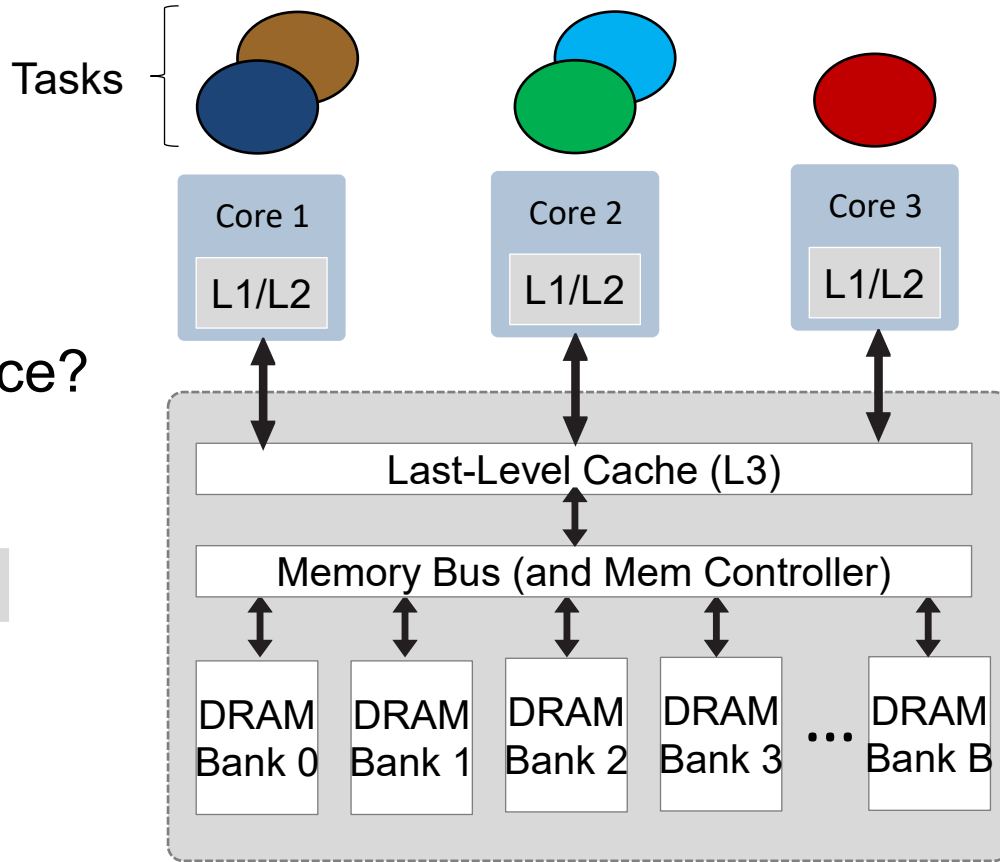 Tasks
Core 1
Core 2
Core 3
L1/L2
L1/L2
L1/L2
ce?
Last-Level Cache (L3)
Memory Bus (and Mem Controller)
DRAM
Bank 0
DRAM
Bank 1
DRAM
Bank 2
DRAM
Bank 3
...
DRAM
Bank B